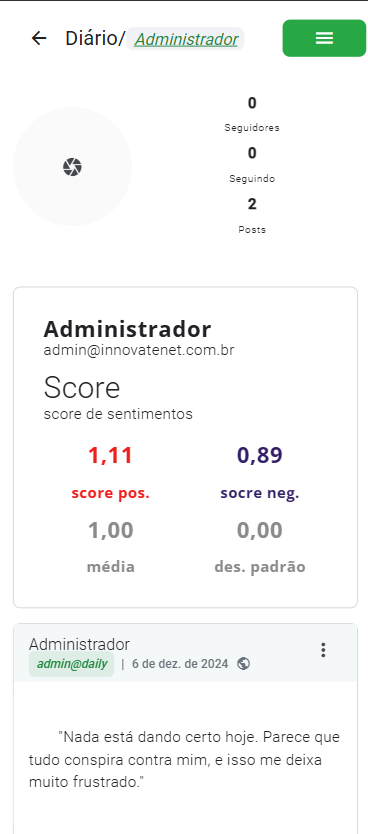 Diário/Administrador
0
Seguidores
0
Seguindo
2
Posts
Administrador
admin@innovatenet.com.br
Score
score de sentimentos
1,11 0,89
score pos. socre neg.
1,00 0,00
média des. padrão
Administrador
admin@daily | 6 de dez. de 2024
"Nada está dando certo hoje. Parece que
tudo conspira contra mim, e isso me deixa
muito frustrado."